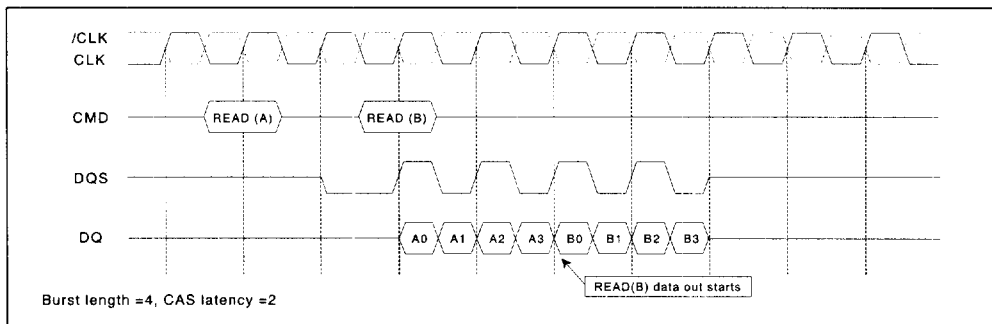 /CLK
CLK
CMD
READ (A)
READ (B)
DQS
DQ
A0 A1 A2 A3 B0 B1 B2 B3
READ(B) data out starts
Burst length =4, CAS latency =2